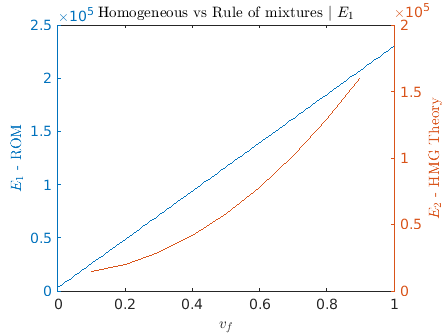 Homogeneous vs Rule of mixtures | E₁
×10⁵
2.5
2
1.5
1
0.5
0
E₁ - ROM
×10⁵
2
1.5
1
0.5
0
E₂ - HMG Theory
0 0.2 0.4 0.6 0.8 1
v_f